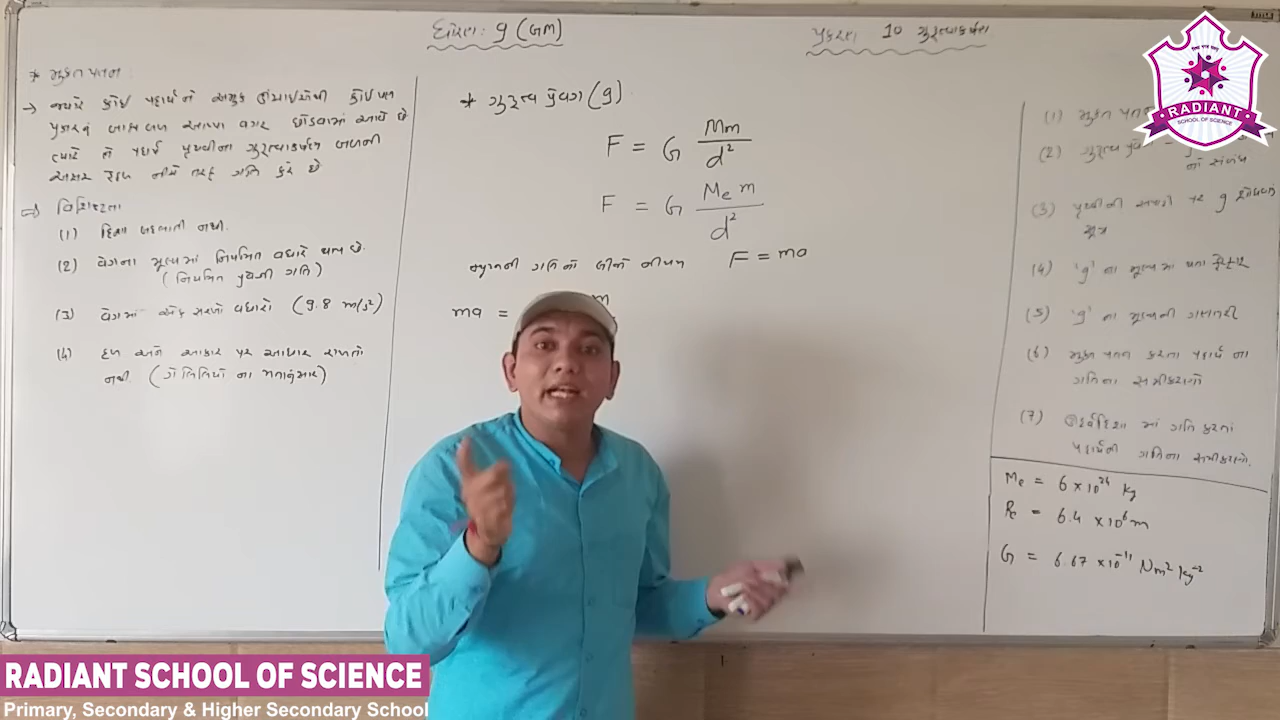 ધોરણ : 9 (GM)
પ્રકરણ 10 ગુરુત્વાકર્ષણ
* મુક્ત પતન :
→ જ્યારે કોઈ પદાર્થને અમુક ઊંચાઈએથી કોઈ પણ
પ્રકારનું બાહ્ય બળ આપ્યા વગર છોડવામાં આવે છે
ત્યારે તે પદાર્થ પૃથ્વીના ગુરુત્વાકર્ષણ બળની
અસર હેઠળ નીચે તરફ ગતિ કરે છે
⇒ વિશિષ્ટતા
(1) દિશા બદલાતી નથી.
(2) વેગના મૂલ્યમાં નિયમિત વધારો થાય છે.
(નિયમિત પ્રવેગી ગતિ)
(3) વેગમાં એક સરખો વધારો (9.8 m/s²)
(4) દળ અને આકાર પર આધાર રાખતો
નથી. (ગેલિલિયો ના મતાનુસાર)
* ગુરુત્વ પ્રવેગ (g)
F = G Mm / d²
F = G Me m / d²
ન્યુટનની ગતિનો બીજો નિયમ F = ma
ma = m
(1) મુક્ત પતન
(2) ગુરુત્વ પ્રવેગ
નો સંબંધ
(3) પૃથ્વીની સપાટી પર g શોધવાનું
સૂત્ર
(4) 'g' ના મૂલ્યમાં થતા ફેરફાર
(5) 'g' ના મૂલ્યની ગણતરી
(6) મુક્ત પતન કરતા પદાર્થ ના
ગતિના સમીકરણો
(7) ઊર્ધ્વદિશા માં ગતિ કરતાં
પદાર્થની ગતિના સમીકરણો.
Me = 6 × 10²⁴ kg
Re = 6.4 × 10⁶ m
G = 6.67 × 10⁻¹¹ Nm² kg⁻²
RADIANT
SCHOOL OF SCIENCE
RADIANT SCHOOL OF SCIENCE
Primary, Secondary & Higher Secondary School